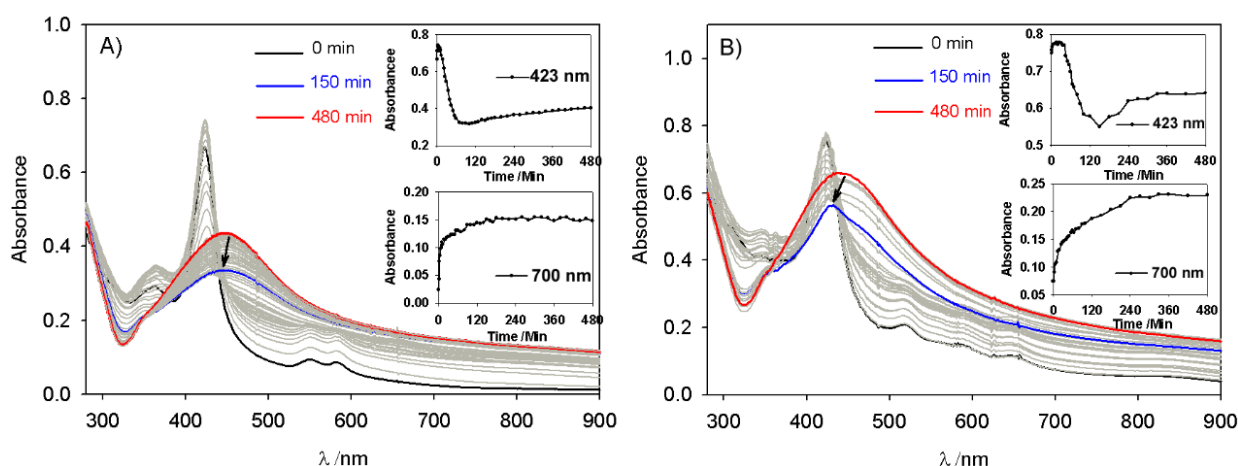 A)
0 min
150 min
480 min
Absorbance
1.0
0.8
0.6
0.4
0.2
0.0
300 400 500 600 700 800 900
λ /nm
Absorbancee
0.8
0.6
0.4
0.2
423 nm
0 120 240 360 480
Time /Min
Absorbance
0.20
0.15
0.10
0.05
0.00
700 nm
0 120 240 360 480
Time /Min
B)
0 min
150 min
480 min
Absorbance
1.0
0.8
0.6
0.4
0.2
0.0
300 400 500 600 700 800 900
λ /nm
Absorbance
0.8
0.7
0.6
0.5
423 nm
0 120 240 360 480
Time /Min
Absorbance
0.25
0.20
0.15
0.10
0.05
700 nm
0 120 240 360 480
Time /Min